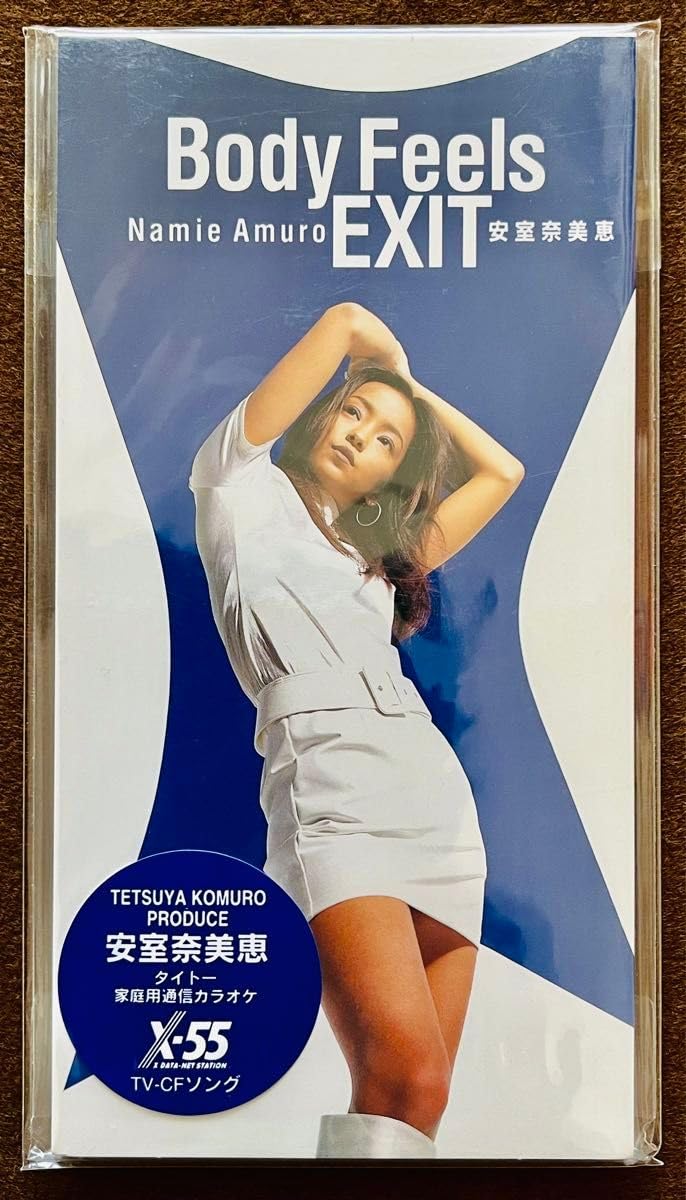 Body Feels
EXIT
Namie Amuro
安室奈美恵
TETSUYA KOMURO
PRODUCE
安室奈美恵
タイトー
家庭用通信カラオケ
X-55
X DATA-NET STATION
TV-CFソング